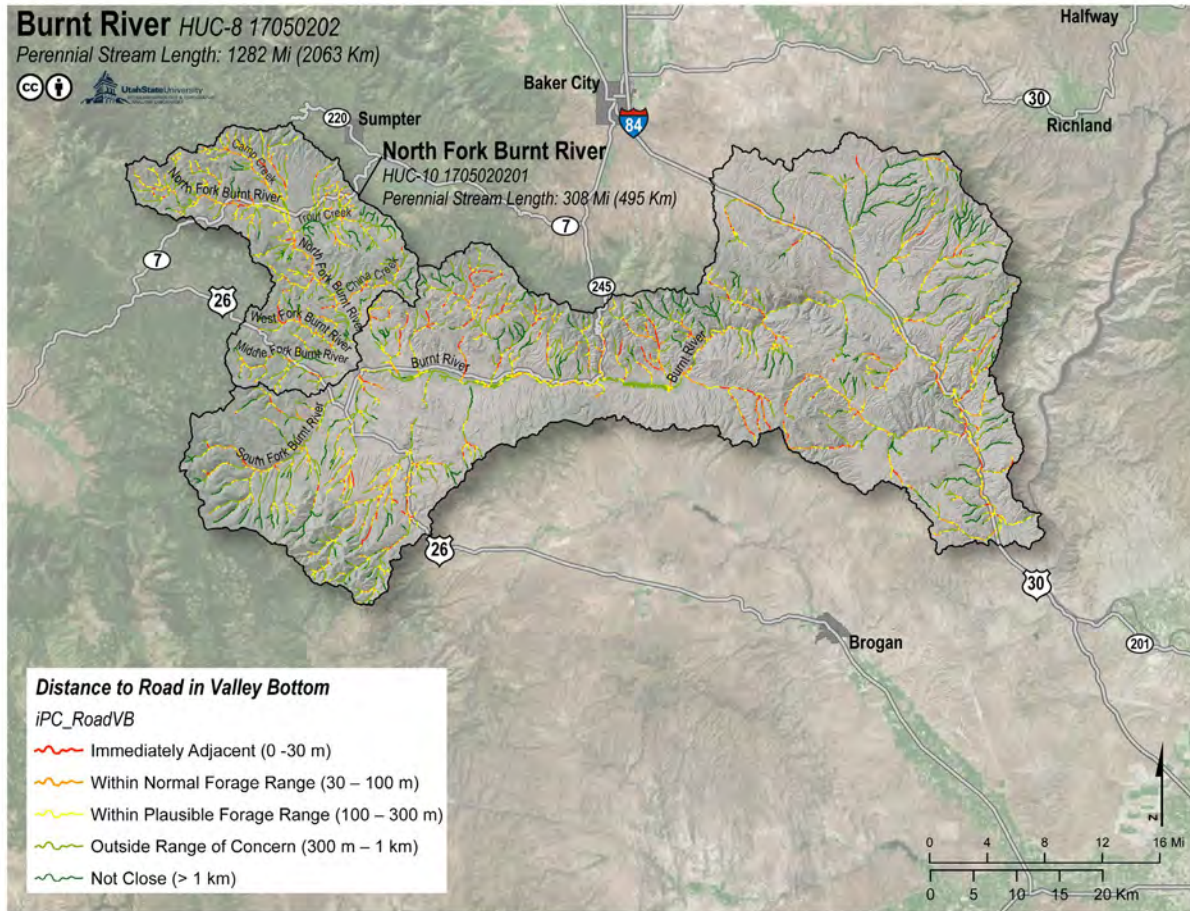 Burnt River HUC-8 17050202
Perennial Stream Length: 1282 Mi (2063 Km)
cc
UtahStateUniversity
Halfway
Baker City
84
30
Richland
220 Sumpter
North Fork Burnt River
HUC-10 1705020201
Perennial Stream Length: 308 Mi (495 Km)
Camp Creek
North Fork Burnt River
Trout Creek
7
7
North Fork Burnt River
China Creek
245
26
West Fork Burnt River
Middle Fork Burnt River
Burnt River
Burnt River
South Fork Burnt River
26
30
Brogan
201
Distance to Road in Valley Bottom
iPC_RoadVB
Immediately Adjacent (0 -30 m)
Within Normal Forage Range (30 – 100 m)
Within Plausible Forage Range (100 – 300 m)
Outside Range of Concern (300 m – 1 km)
Not Close (> 1 km)
N
0 4 8 12 16 Mi
0 5 10 15 20 Km